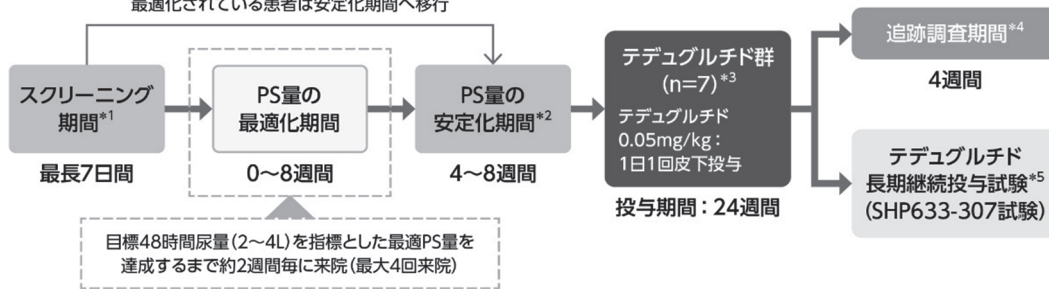 最適化されている患者は安定化期間へ移行
スクリーニング
期間*1
最長7日間
PS量の
最適化期間
0〜8週間
PS量の
安定化期間*2
4〜8週間
テデュグルチド群
(n=7)*3
テデュグルチド
0.05mg/kg：
1日1回皮下投与
投与期間：24週間
追跡調査期間*4
4週間
テデュグルチド
長期継続投与試験*5
(SHP633-307試験)
目標48時間尿量(2〜4L)を指標とした最適PS量を
達成するまで約2週間毎に来院(最大4回来院)